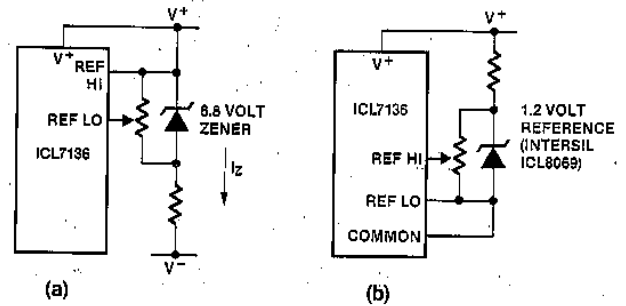 V+
V+
REF
HI
REF LO
ICL7136
6.8 VOLT
ZENER
IZ
V−
(a)
V+
V+
ICL7136
REF HI
REF LO
COMMON
1.2 VOLT
REFERENCE
(INTERSIL
ICL8069)
(b)